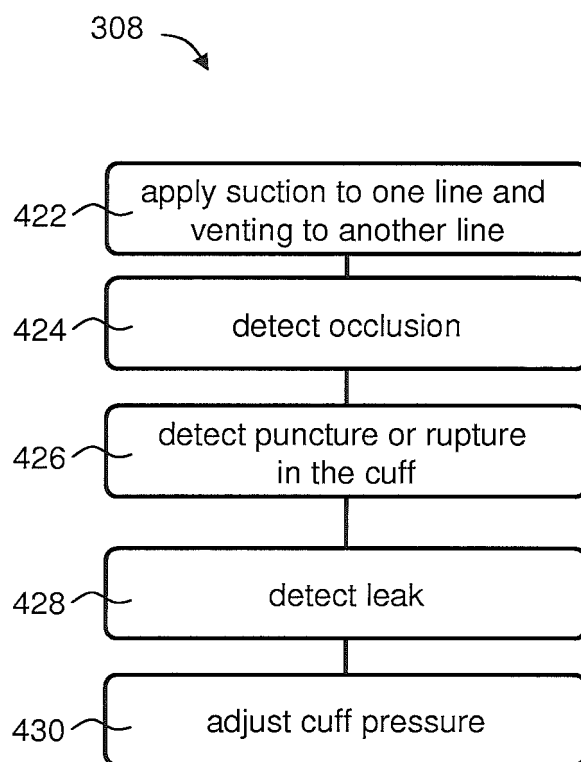 308
422
apply suction to one line and
venting to another line
424
detect occlusion
426
detect puncture or rupture
in the cuff
428
detect leak
430
adjust cuff pressure